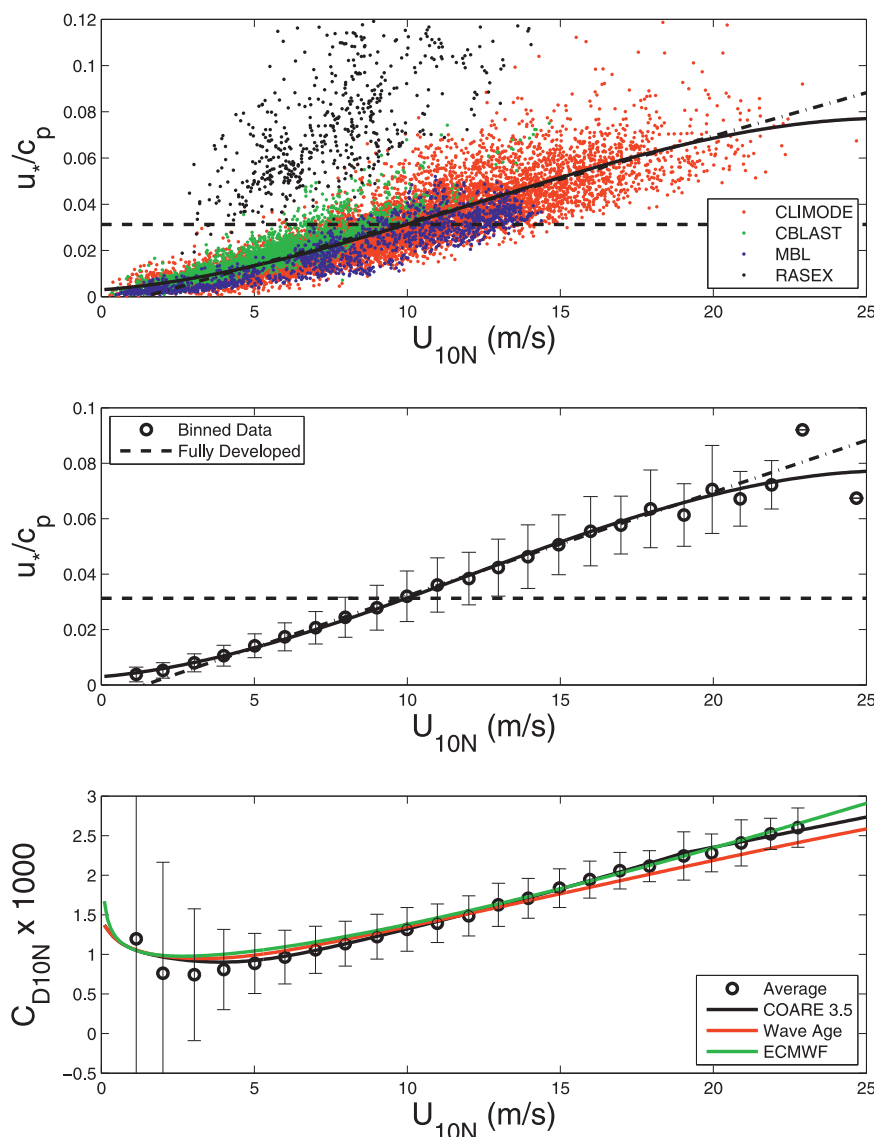 0.12
0.1
0.08
0.06
0.04
0.02
0
u*/cp
0 5 10 15 20 25
U10N (m/s)
CLIMODE
CBLAST
MBL
RASEX
0.1
0.08
0.06
0.04
0.02
0
u*/cp
0 5 10 15 20 25
U10N (m/s)
Binned Data
Fully Developed
3
2.5
2
1.5
1
0.5
0
−0.5
CD10N x 1000
0 5 10 15 20 25
U10N (m/s)
Average
COARE 3.5
Wave Age
ECMWF